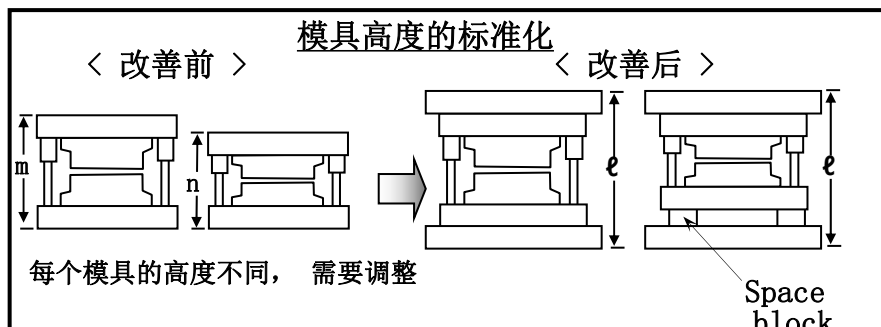 模具高度的标准化
< 改善前 >
< 改善后 >
m
n
ℓ
ℓ
每个模具的高度不同， 需要调整
Space
block